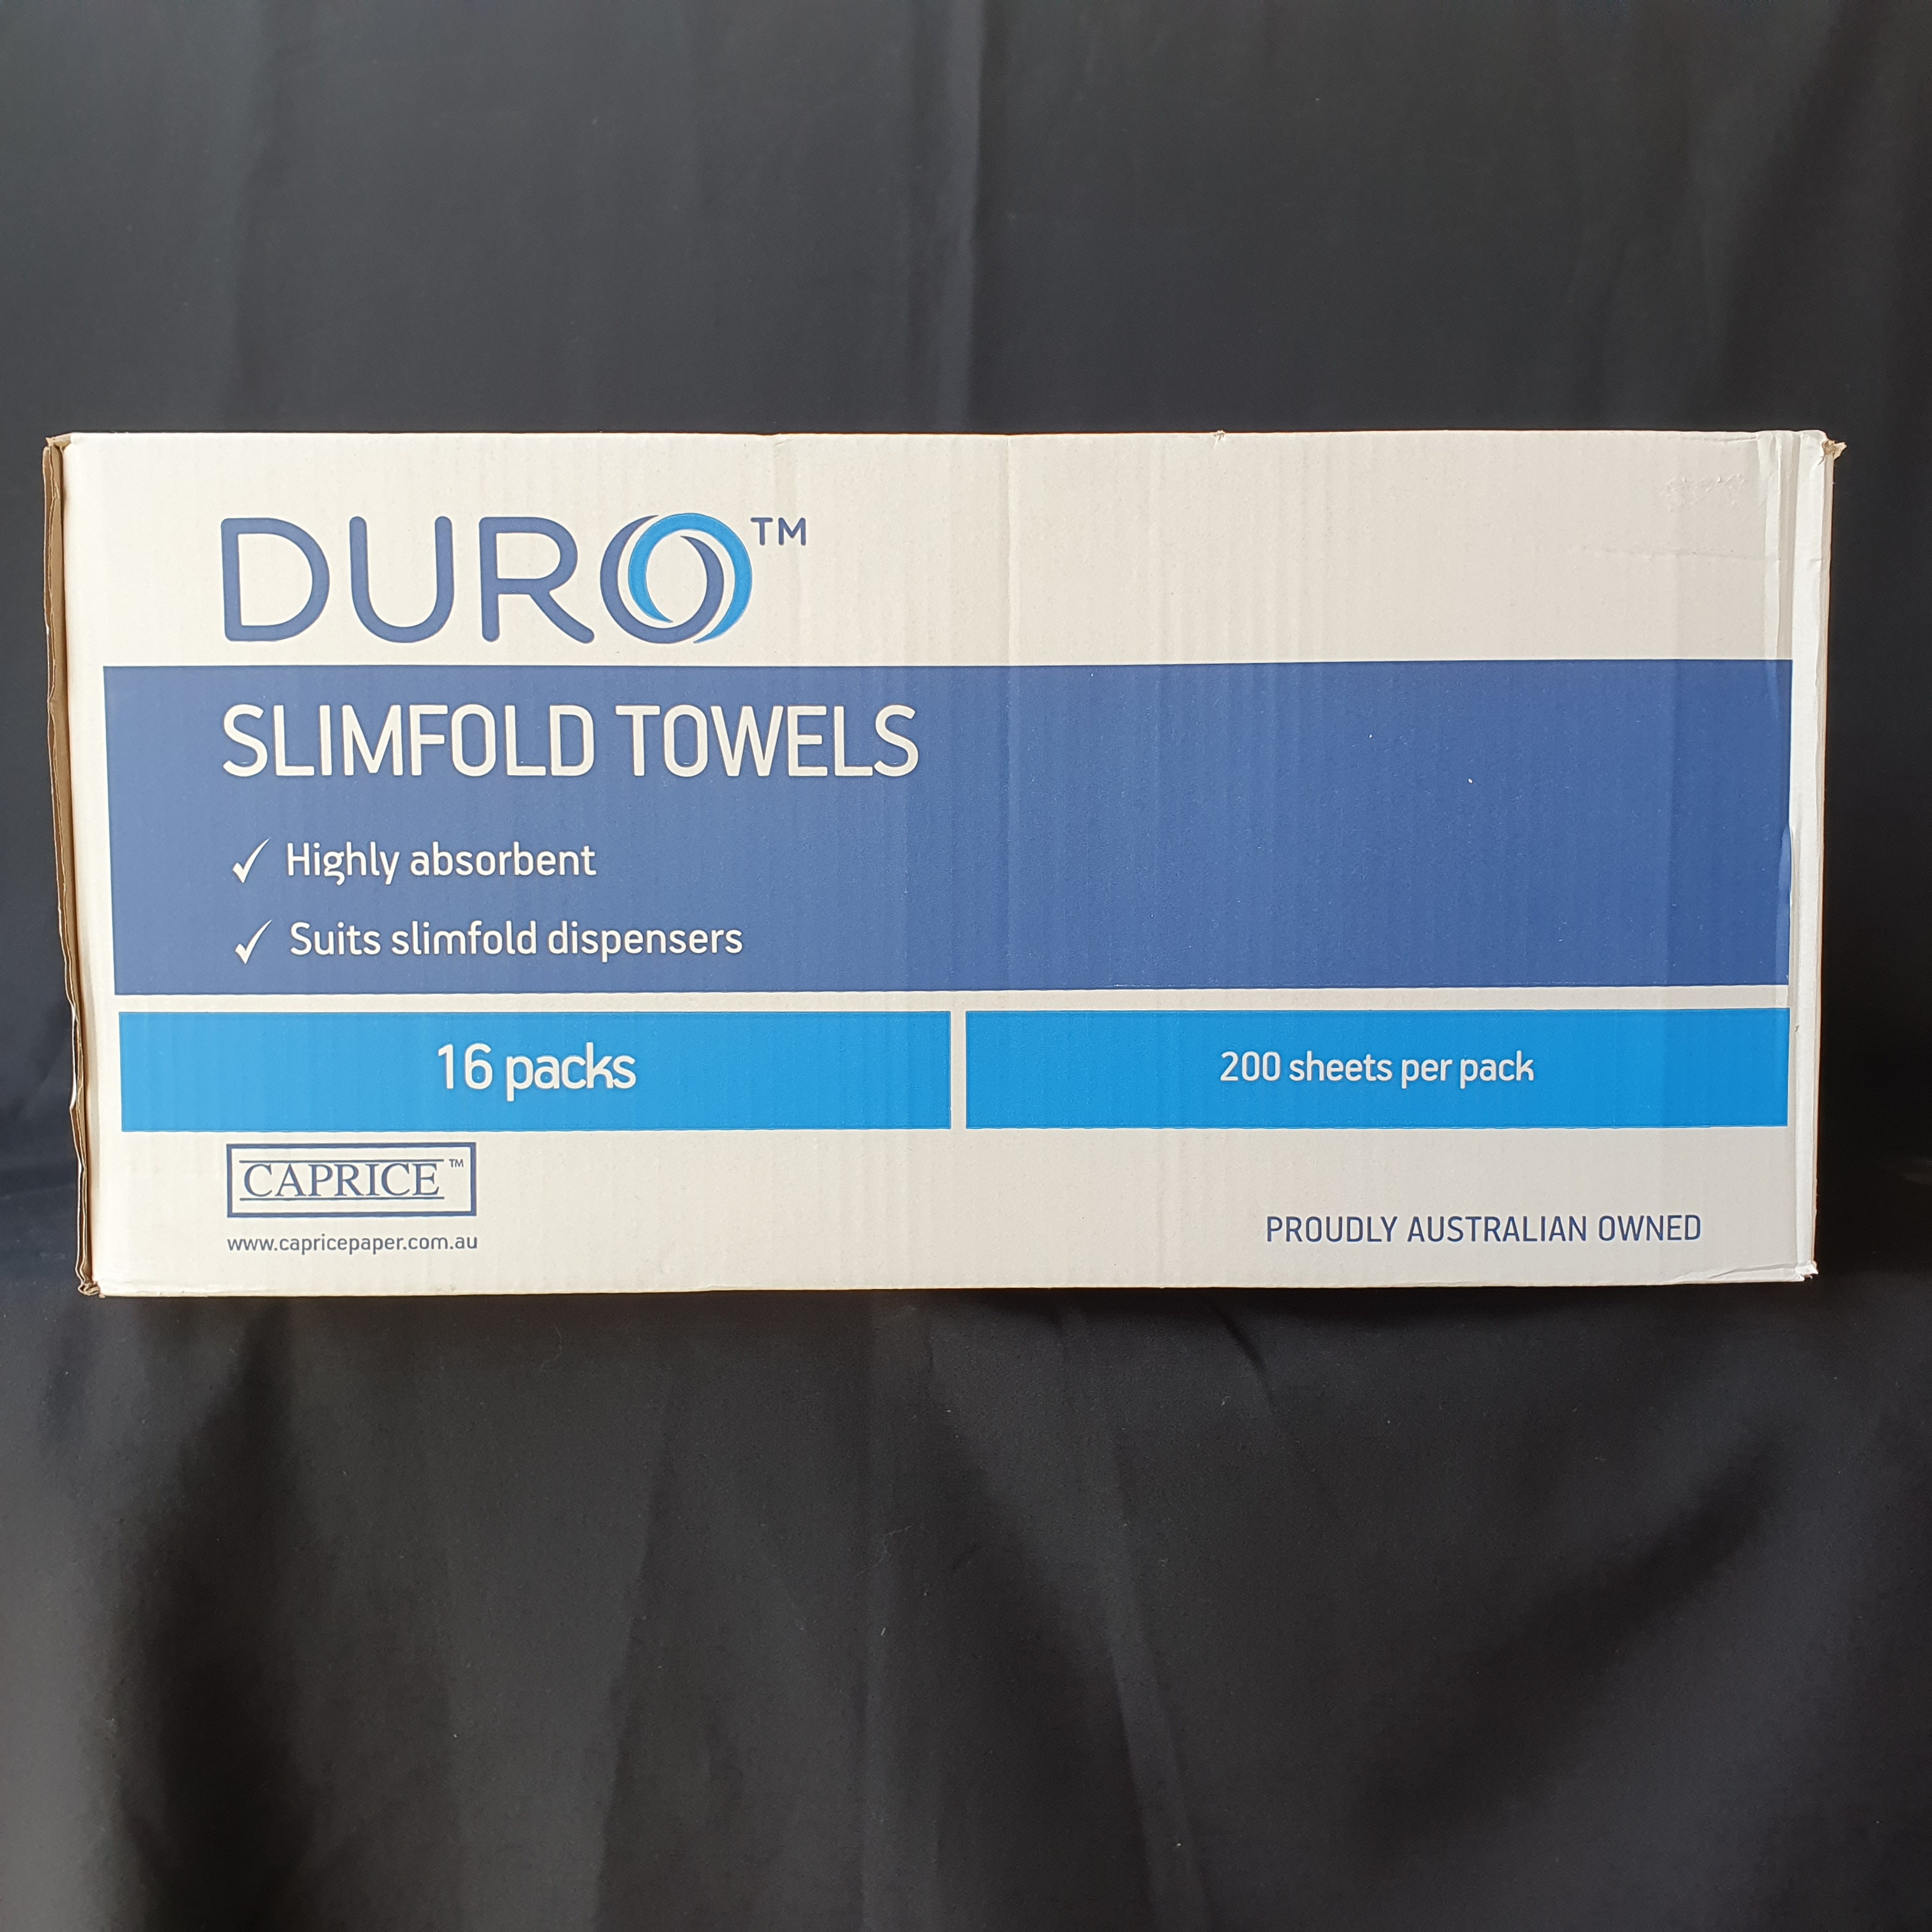 DURO™
SLIMFOLD TOWELS
✓ Highly absorbent
✓ Suits slimfold dispensers
16 packs
200 sheets per pack
CAPRICE™
www.capricepaper.com.au
PROUDLY AUSTRALIAN OWNED